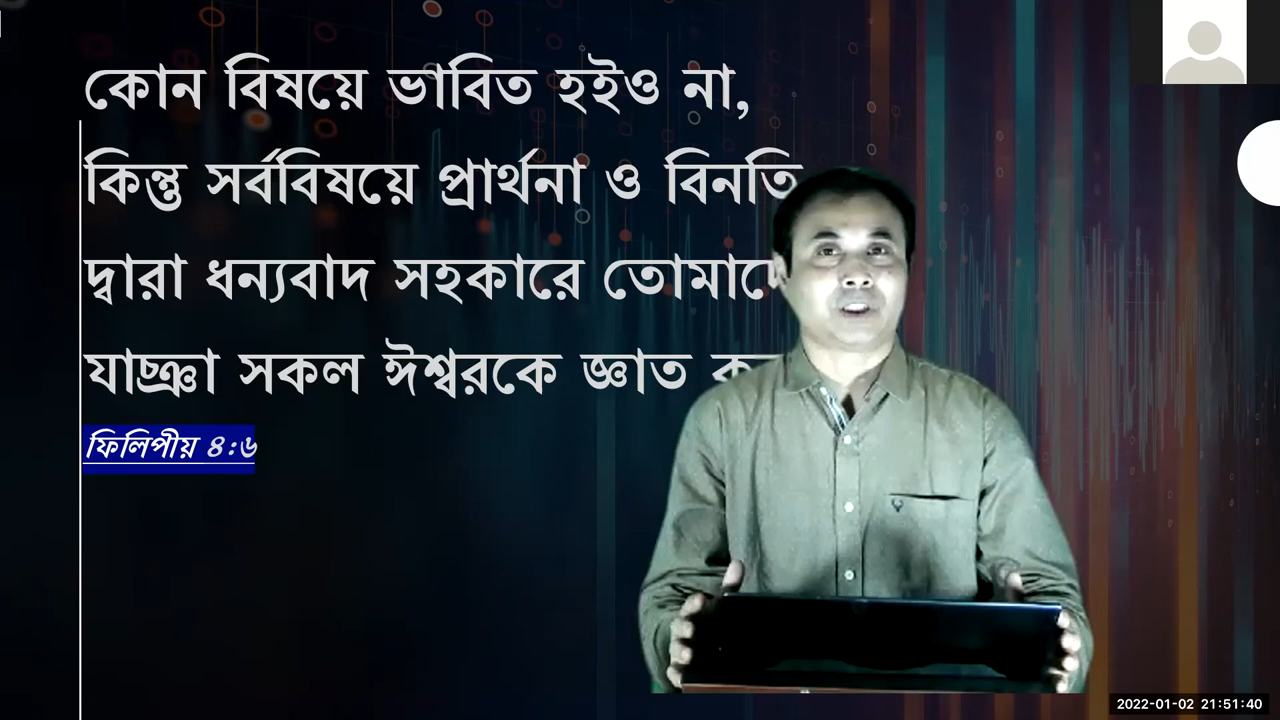 কোন বিষয়ে ভাবিত হইও না,
কিন্তু সর্ববিষয়ে প্রার্থনা ও বিনতি
দ্বারা ধন্যবাদ সহকারে
যাচ্ঞা সকল ঈশ্বরকে জ্ঞাত
ফিলিপীয় ৪:৬
2022-01-02 21:51:40